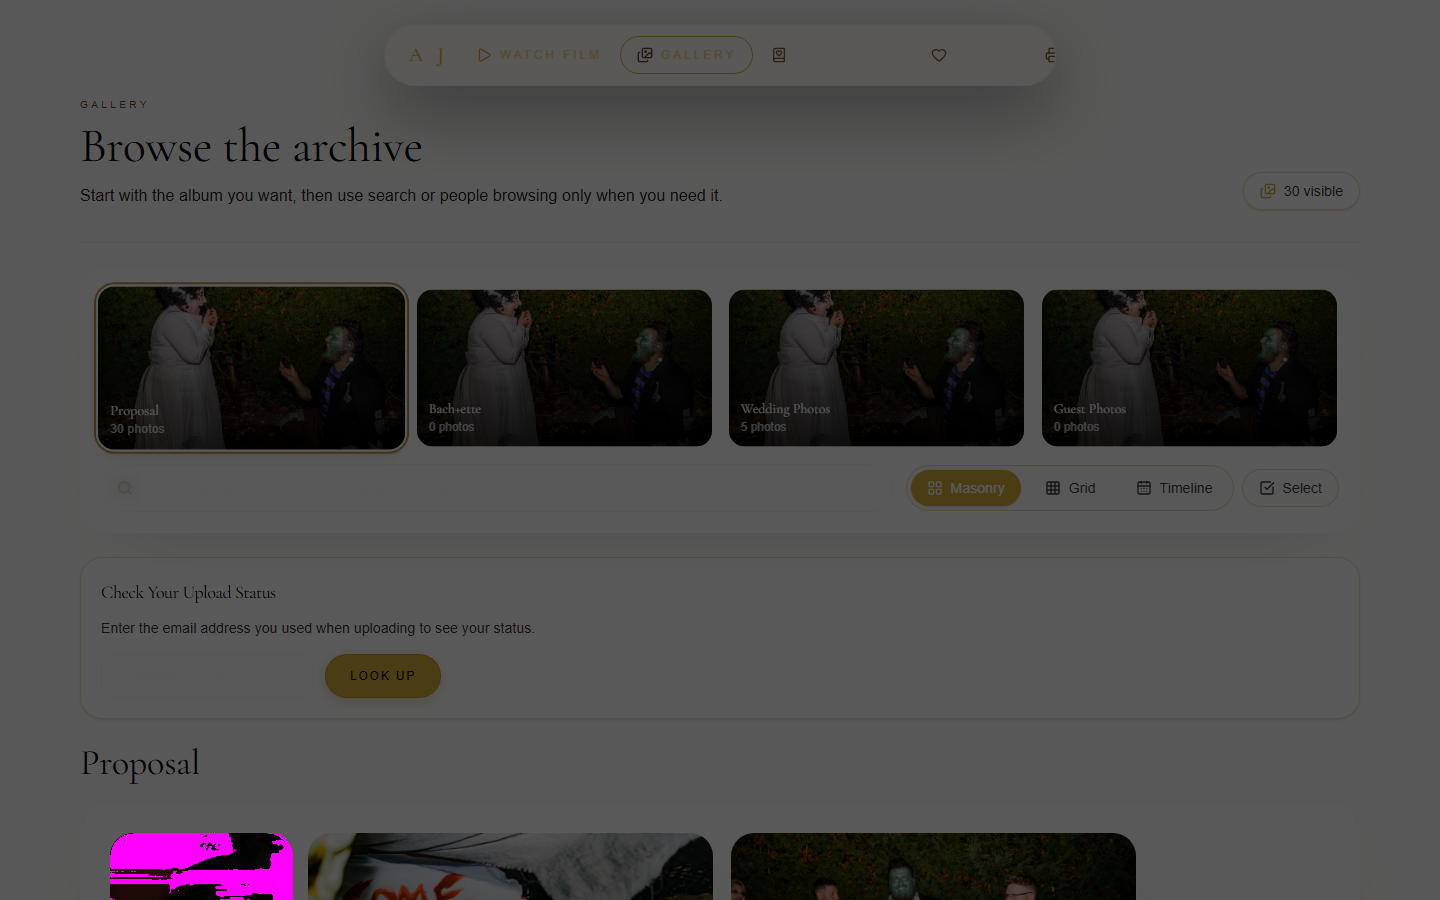 A J
WATCH FILM
GALLERY
GALLERY
Browse the archive
Start with the album you want, then use search or people browsing only when you need it.
30 visible
Proposal
30 photos
Bach+ette
0 photos
Wedding Photos
5 photos
Guest Photos
0 photos
Masonry
Grid
Timeline
Select
Check Your Upload Status
Enter the email address you used when uploading to see your status.
LOOK UP
Proposal